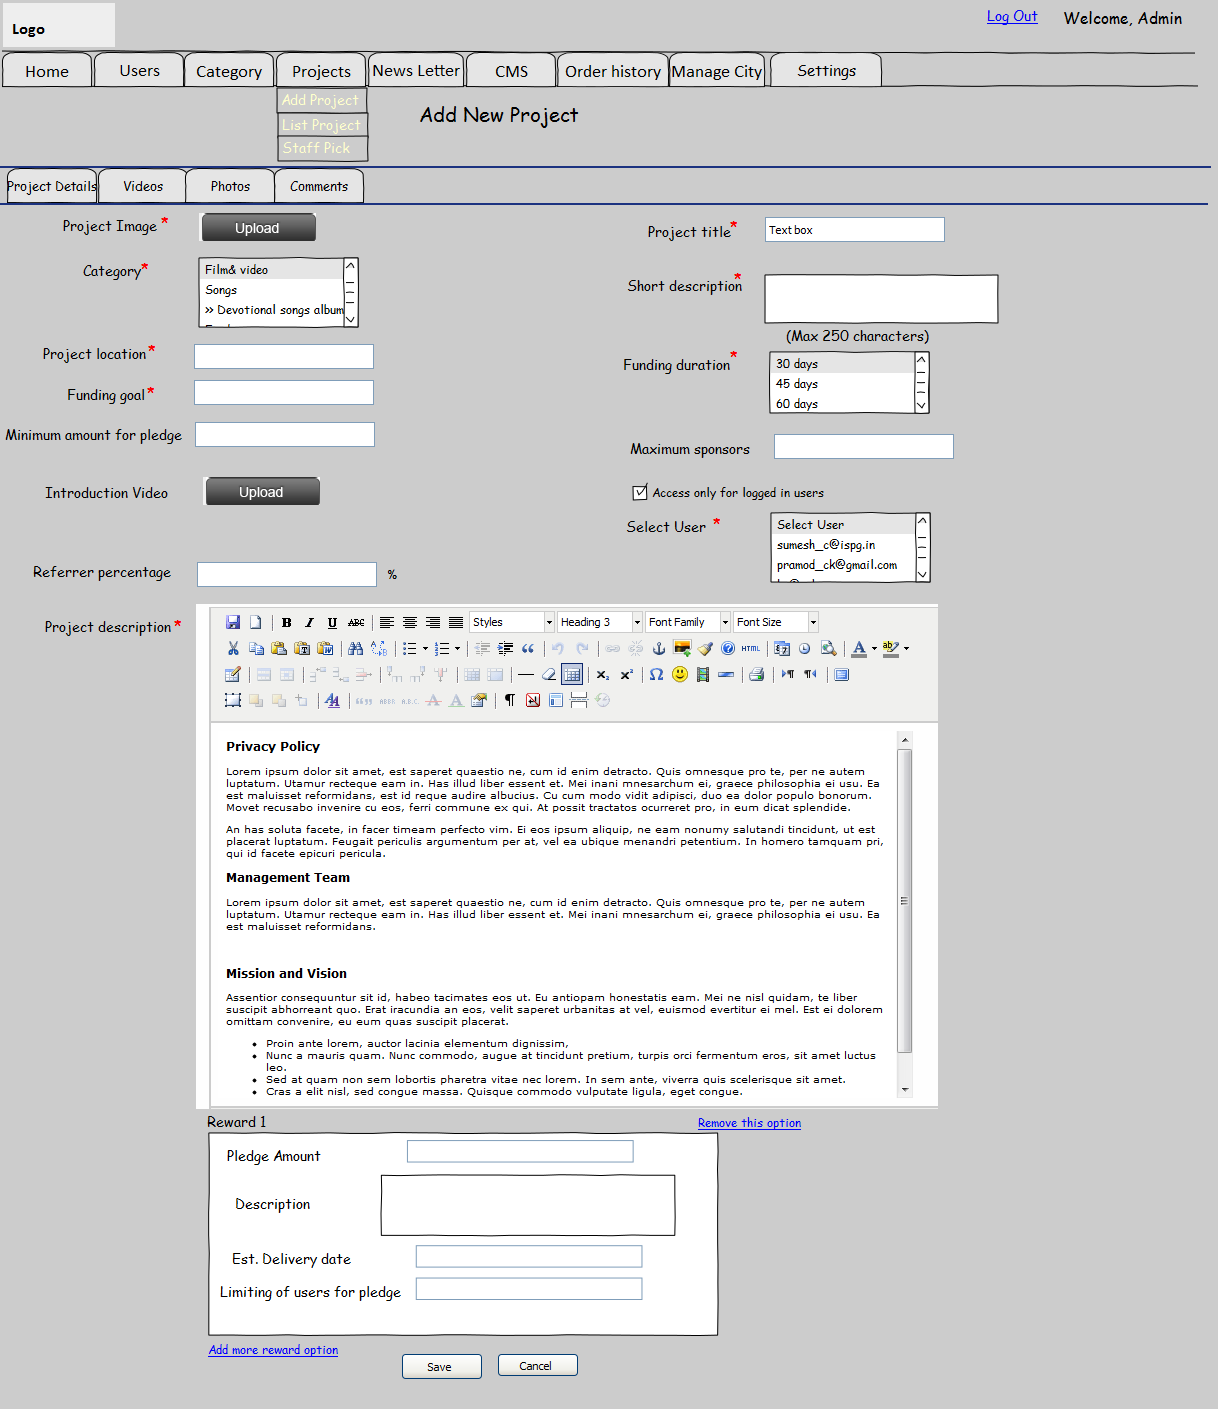 Logo
Log Out Welcome, Admin
Home Users Category Projects News Letter CMS Order history Manage City Settings
Add Project
List Project
Staff Pick
Add New Project
Project Details Videos Photos Comments
Project Image * Upload
Project title* Text box
Category*
Film& video
Songs
» Devotional songs album
Short description*
(Max 250 characters)
Project location*
Funding duration*
30 days
45 days
60 days
Funding goal*
Minimum amount for pledge
Maximum sponsors
Introduction Video Upload
Access only for logged in users
Select User *
Select User
sumesh_c@ispg.in
pramod_ck@gmail.com
Referrer percentage %
Project description*
B I U ABC Styles Heading 3 Font Family Font Size
HTML
Privacy Policy
Lorem ipsum dolor sit amet, est saperet quaestio ne, cum id enim detracto. Quis omnesque pro te, per ne autem
luptatum. Utamur recteque eam in. Has illud liber essent et. Mei inani mnesarchum ei, graece philosophia ei usu. Ea
est maluisset reformidans, est id reque audire albucius. Cu cum modo vidit adipisci, duo ea dolor populo bonorum.
Movet recusabo invenire cu eos, ferri commune ex qui. At possit tractatos ocurreret pro, in eum dicat splendide.
An has soluta facete, in facer timeam perfecto vim. Ei eos ipsum aliquip, ne eam nonumy salutandi tincidunt, ut est
placerat luptatum. Feugait periculis argumentum per at, vel ea ubique menandri petentium. In homero tamquam pri,
qui id facete epicuri pericula.
Management Team
Lorem ipsum dolor sit amet, est saperet quaestio ne, cum id enim detracto. Quis omnesque pro te, per ne autem
luptatum. Utamur recteque eam in. Has illud liber essent et. Mei inani mnesarchum ei, graece philosophia ei usu. Ea
est maluisset reformidans.
Mission and Vision
Assentior consequuntur sit id, habeo tacimates eos ut. Eu antiopam honestatis eam. Mei ne nisl quidam, te liber
suscipit abhorreant quo. Erat iracundia an eos, velit saperet urbanitas at vel, euismod evertitur ei mel. Est ei dolorem
omittam convenire, eu eum quas suscipit placerat.
• Proin ante lorem, auctor lacinia elementum dignissim,
• Nunc a mauris quam. Nunc commodo, augue at tincidunt pretium, turpis orci fermentum eros, sit amet luctus
leo.
• Sed at quam non sem lobortis pharetra vitae nec lorem. In sem ante, viverra quis scelerisque sit amet.
• Cras a elit nisl, sed congue massa. Quisque commodo vulputate ligula, eget congue.
Reward 1 Remove this option
Pledge Amount
Description
Est. Delivery date
Limiting of users for pledge
Add more reward option
Save Cancel